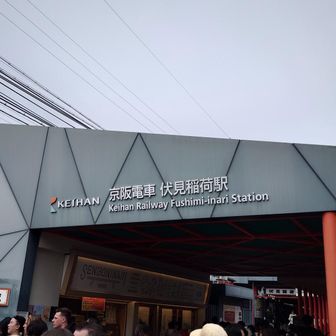 KEIHAN
京阪電車 伏見稲荷駅
Keihan Railway Fushimi-inari Station